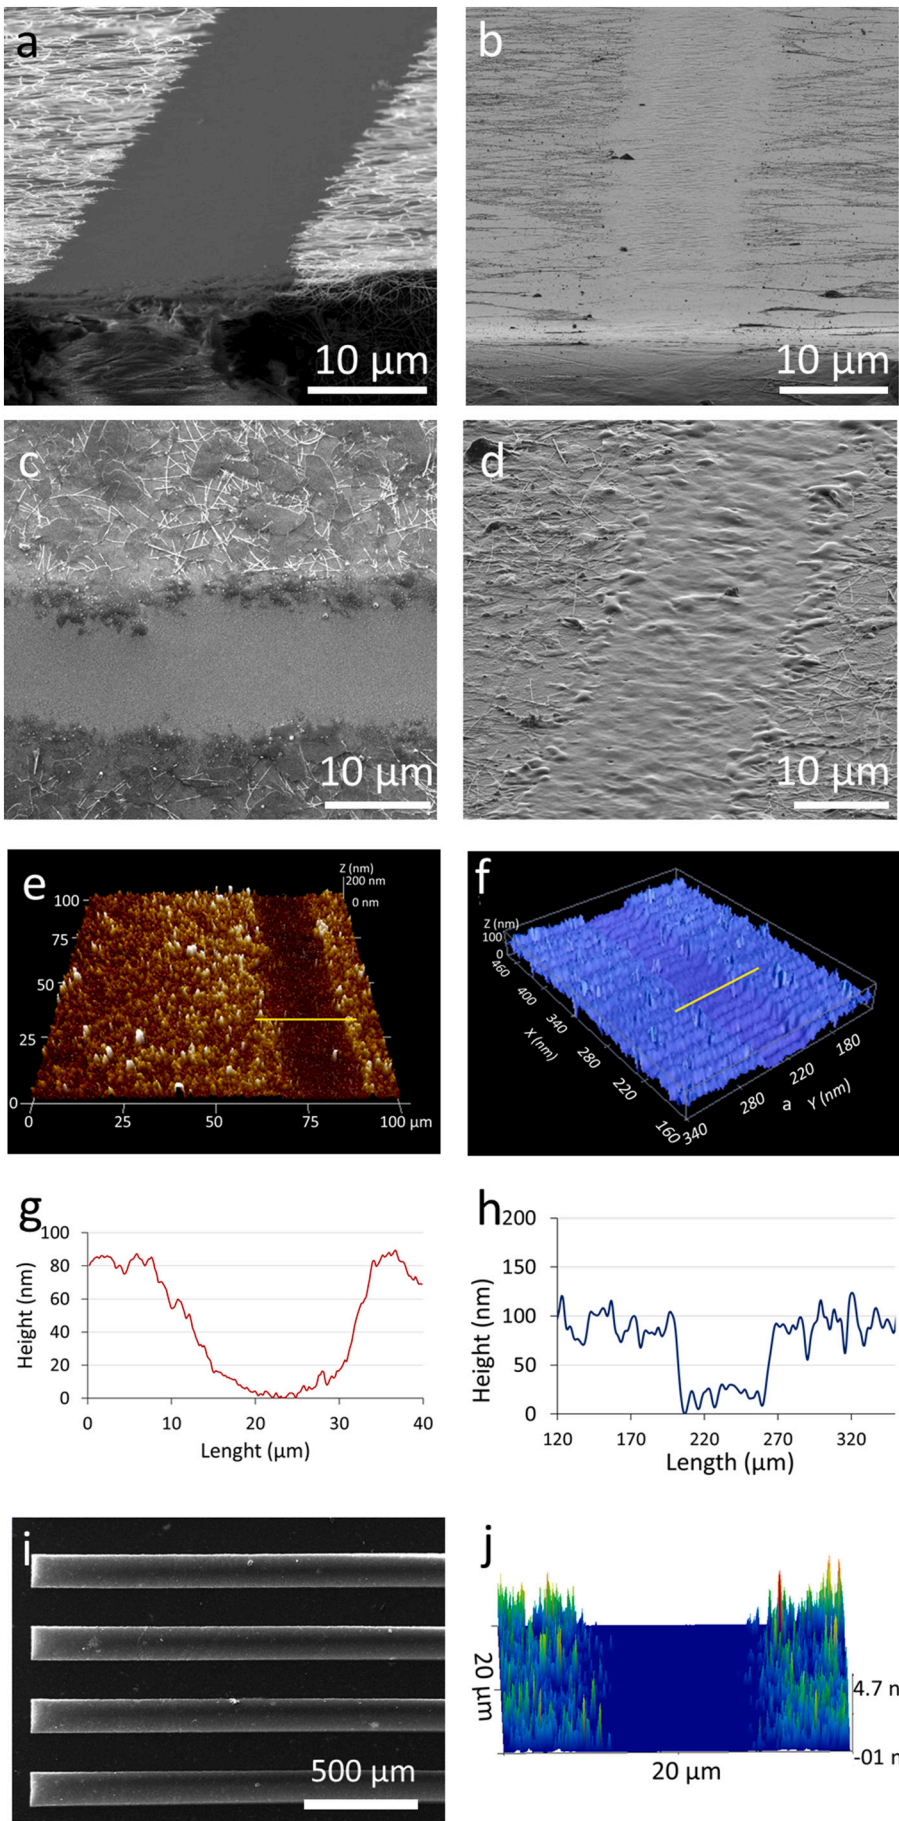 a
10 µm
b
10 µm
c
10 µm
d
10 µm
e
Z (nm)
200 nm
0 nm
100
75
50
25
0
0 25 50 75 100 µm
f
Z (nm)
100
0
460
400
340
280
220
160
X (nm)
340
280
220
180
a Y (nm)
g
Height (nm)
100
80
60
40
20
0
0 10 20 30 40
Lenght (µm)
h
Height (nm)
200
150
100
50
0
120 170 220 270 320
Length (µm)
i
500 µm
j
20 µm
4.7 n
-01 n
20 µm